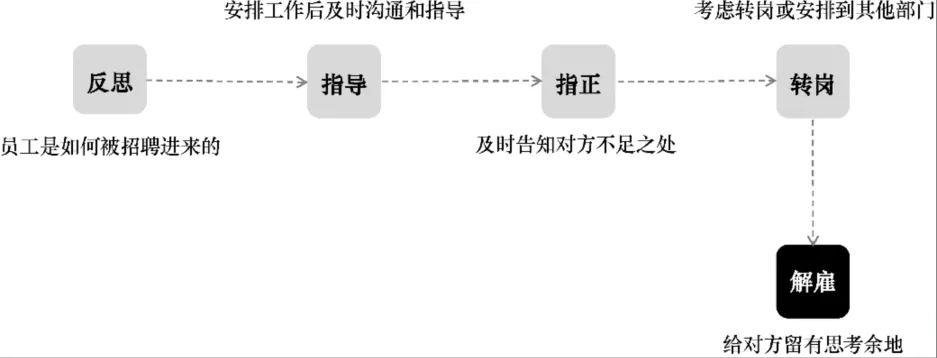 安排工作后及时沟通和指导
考虑转岗或安排到其他部门
反思
指导
指正
转岗
员工是如何被招聘进来的
及时告知对方不足之处
解雇
给对方留有思考余地